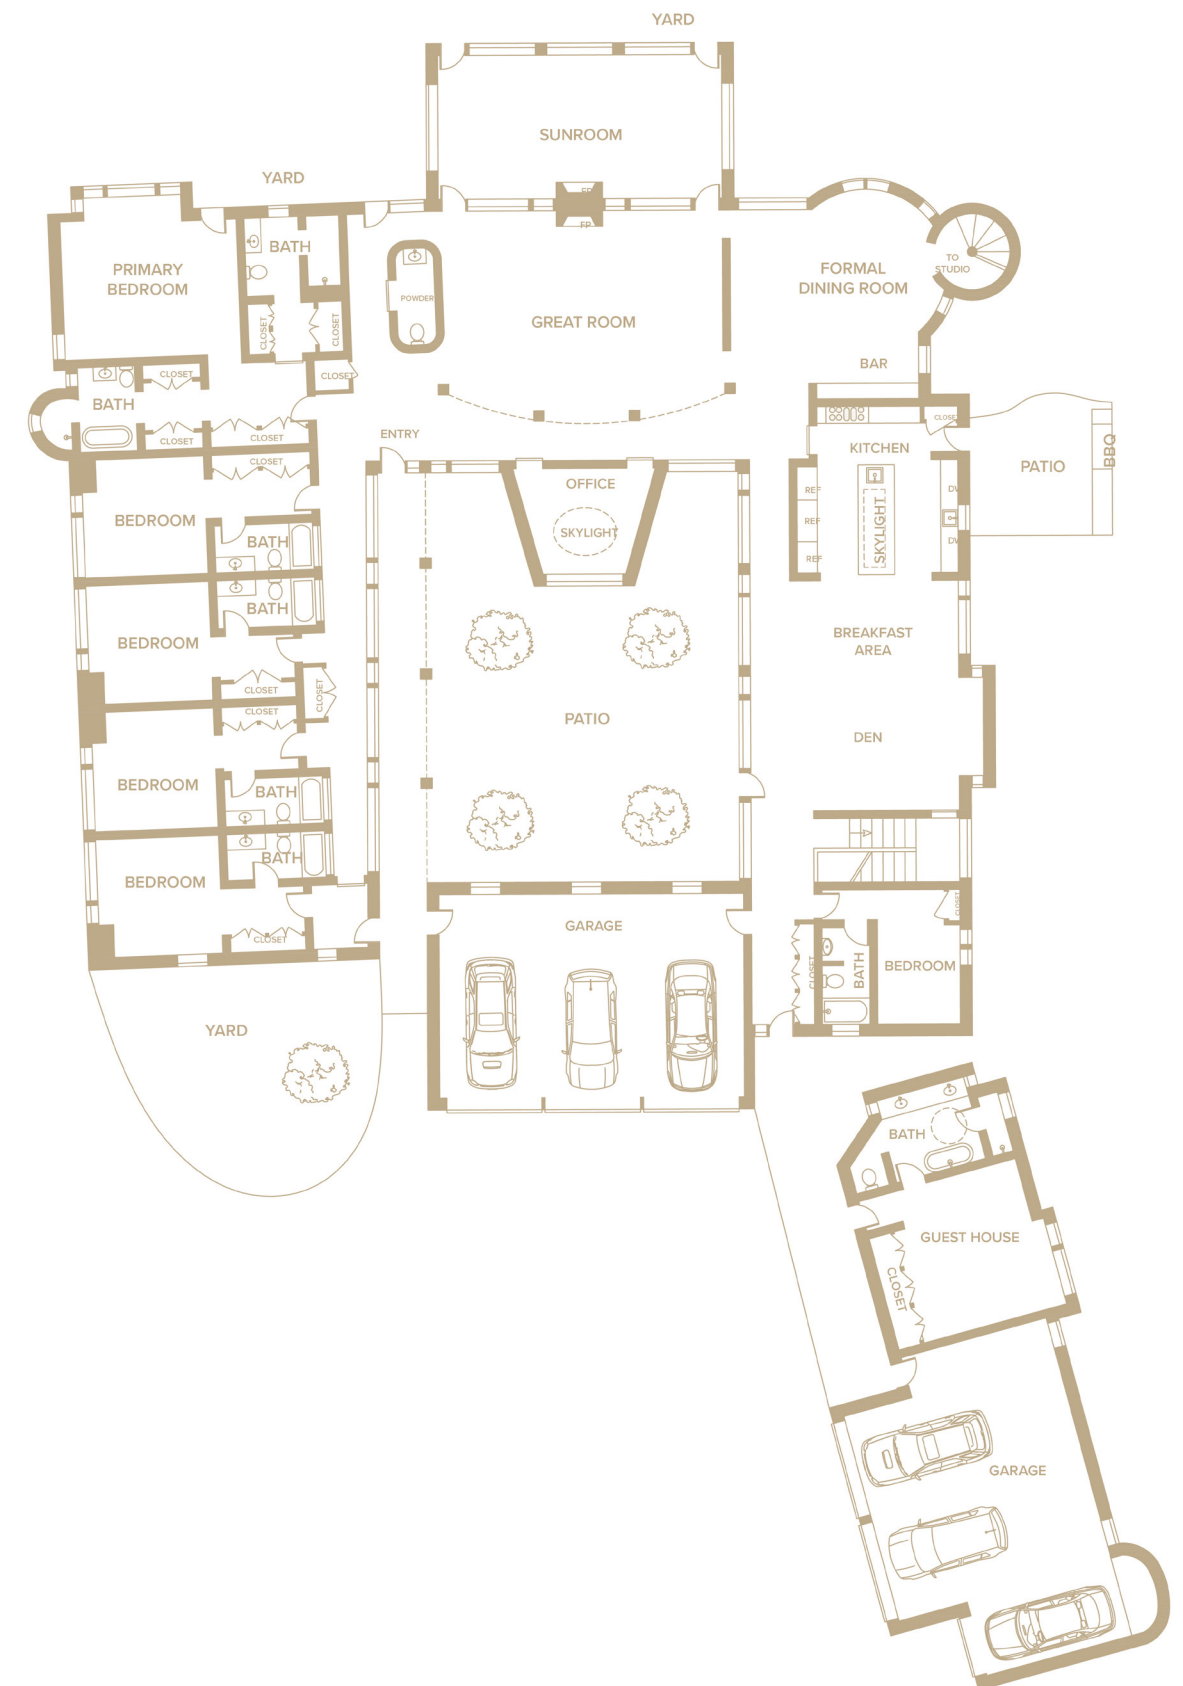 YARD
SUNROOM
YARD
FP
FP
BATH
PRIMARY
BEDROOM
TO
STUDIO
FORMAL
DINING ROOM
POWDER
GREAT ROOM
CLOSET
CLOSET
BAR
CLOSET
CLOSET
BATH
CLOSET
CLOSET
CLOSET
ENTRY
KITCHEN
CLOSET
PATIO
BBQ
CLOSET
OFFICE
SKYLIGHT
REF
REF
REF
SKYLIGHT
DW
DW
BEDROOM
BATH
BATH
BEDROOM
BREAKFAST
AREA
CLOSET
CLOSET
CLOSET
PATIO
DEN
BEDROOM
BATH
BATH
BEDROOM
CLOSET
GARAGE
CLOSET
CLOSET
BATH
BEDROOM
YARD
BATH
GUEST HOUSE
CLOSET
GARAGE